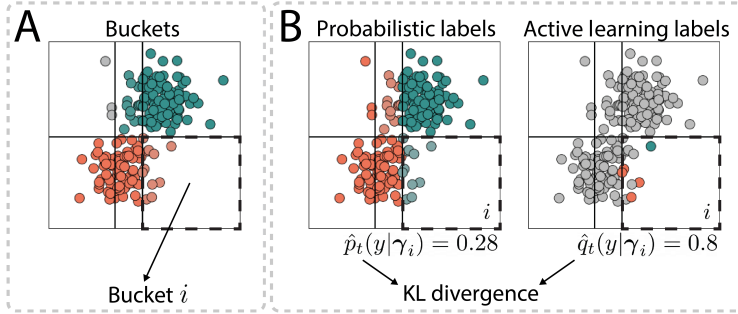 A
Buckets
Bucket i
B
Probabilistic labels
Active learning labels
i
i
p̂ₜ(y|γᵢ) = 0.28
q̂ₜ(y|γᵢ) = 0.8
KL divergence